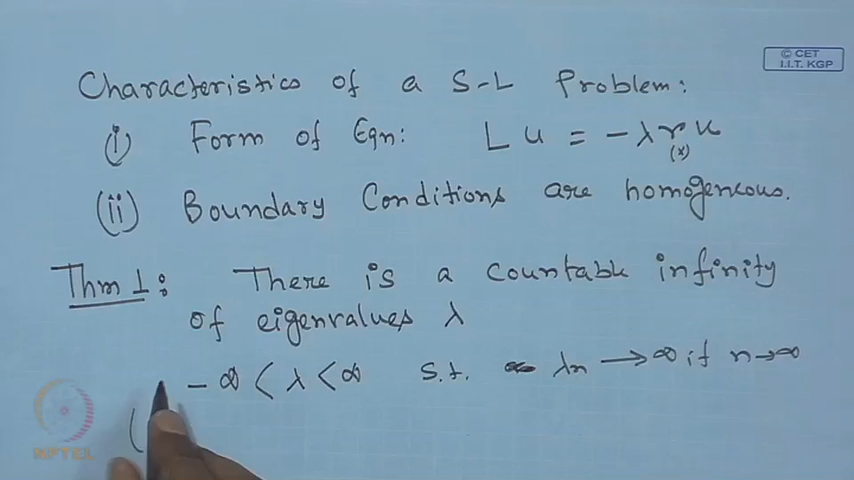 © CET
I.I.T. KGP
Characteristics of a S-L Problem:
(i) Form of Eqn: L u = - λ r u
(x)
(ii) Boundary Conditions are homogeneous.
Thm 1: There is a countable infinity
of eigenvalues λ
- ∞ < λ < ∞ s.t. λn → ∞ if n → ∞
(
NPTEL